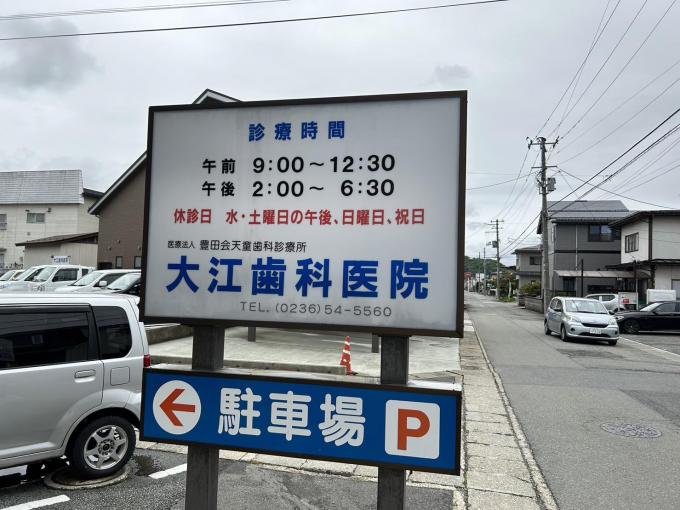 診療時間
午前 9:00～12:30
午後 2:00～ 6:30
休診日 水・土曜日の午後、日曜日、祝日
医療法人 豊田会天童歯科診療所
大江歯科医院
TEL. (0236) 54-5560
駐車場 P